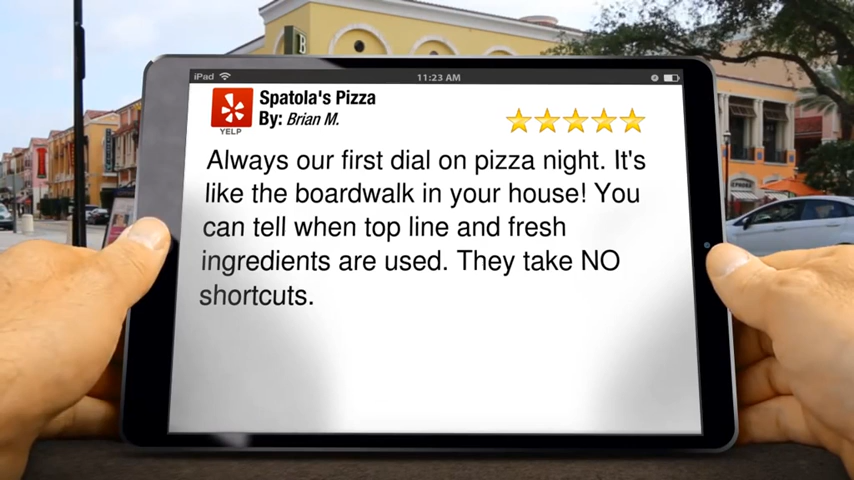 iPad 11:23 AM
Spatola's Pizza
By: Brian M.
YELP
Always our first dial on pizza night. It's
like the boardwalk in your house! You
can tell when top line and fresh
ingredients are used. They take NO
shortcuts.
B
SEPHORA